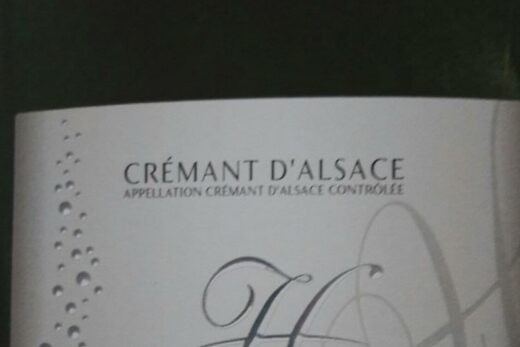 CRÉMANT D'ALSACE
APPELLATION CRÉMANT D'ALSACE CONTRÔLÉE
H